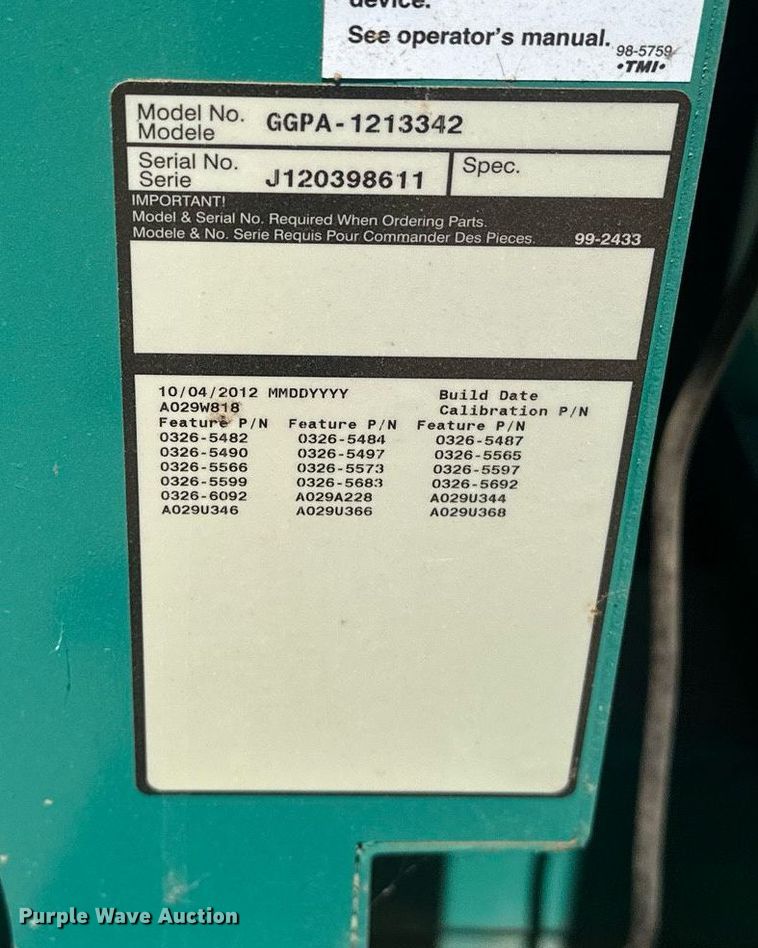 device.
See operator's manual.
98-5759
•TMI•
Model No. GGPA-1213342
Modele
Serial No. J120398611 Spec.
Serie
IMPORTANT!
Model & Serial No. Required When Ordering Parts.
Modele & No. Serie Requis Pour Commander Des Pieces. 99-2433
10/04/2012 MMDDYYYY Build Date
A029W818 Calibration P/N
Feature P/N Feature P/N Feature P/N
0326-5482 0326-5484 0326-5487
0326-5490 0326-5497 0326-5565
0326-5566 0326-5573 0326-5597
0326-5599 0326-5683 0326-5692
0326-6092 A029A228 A029U344
A029U346 A029U366 A029U368
Purple Wave Auction